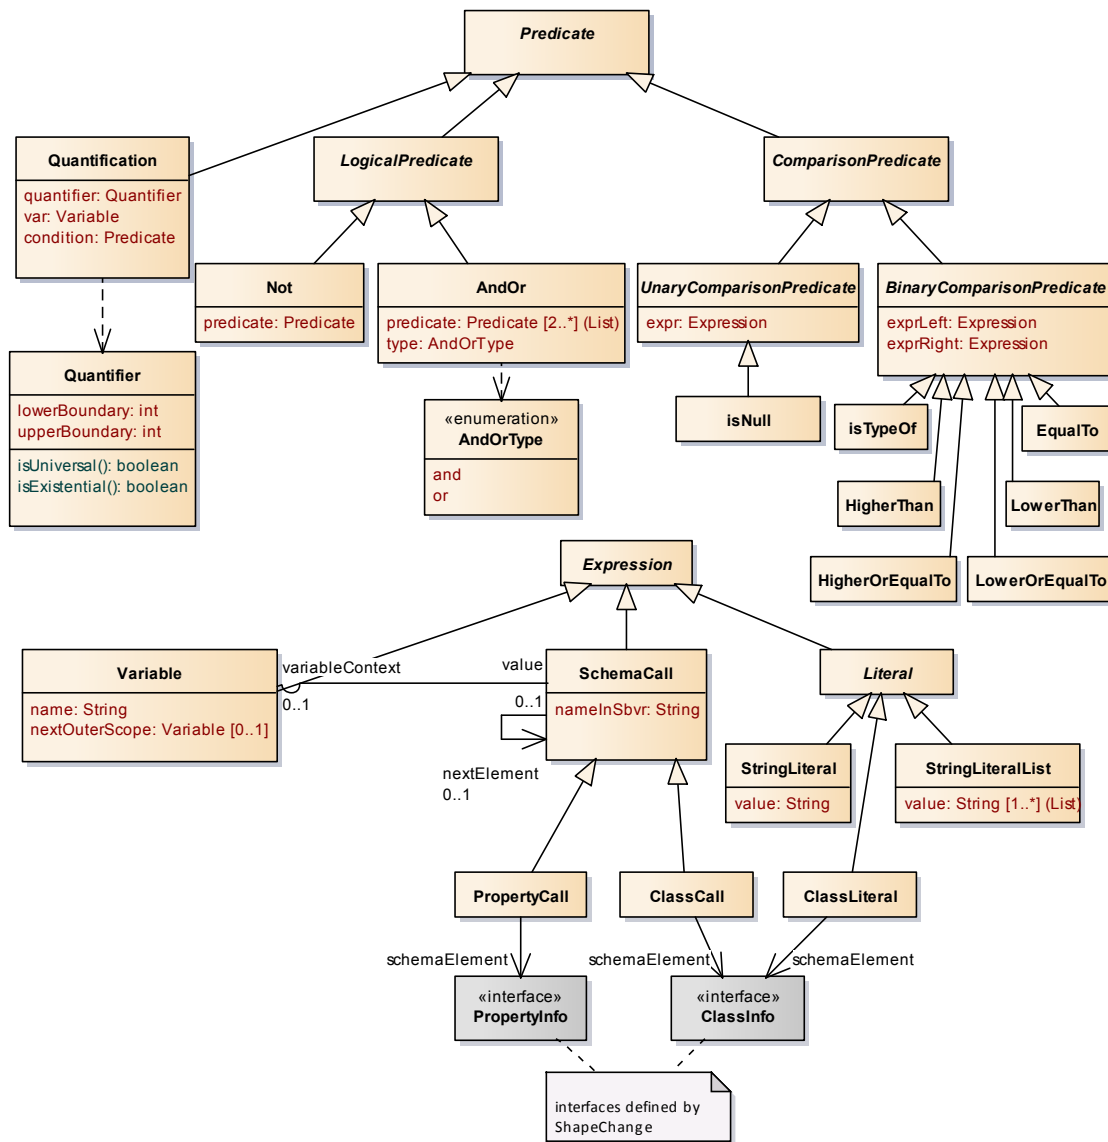 Predicate
Quantification
quantifier: Quantifier
var: Variable
condition: Predicate
LogicalPredicate
ComparisonPredicate
Not
predicate: Predicate
AndOr
predicate: Predicate [2..*] (List)
type: AndOrType
UnaryComparisonPredicate
expr: Expression
BinaryComparisonPredicate
exprLeft: Expression
exprRight: Expression
Quantifier
lowerBoundary: int
upperBoundary: int
isUniversal(): boolean
isExistential(): boolean
«enumeration»
AndOrType
and
or
isNull
isTypeOf
EqualTo
HigherThan
LowerThan
HigherOrEqualTo
LowerOrEqualTo
Expression
Variable
name: String
nextOuterScope: Variable [0..1]
variableContext
0..1
value
0..1
SchemaCall
nameInSbvr: String
nextElement
0..1
Literal
StringLiteral
value: String
StringLiteralList
value: String [1..*] (List)
PropertyCall
ClassCall
ClassLiteral
schemaElement
schemaElement
schemaElement
«interface»
PropertyInfo
«interface»
ClassInfo
interfaces defined by
ShapeChange